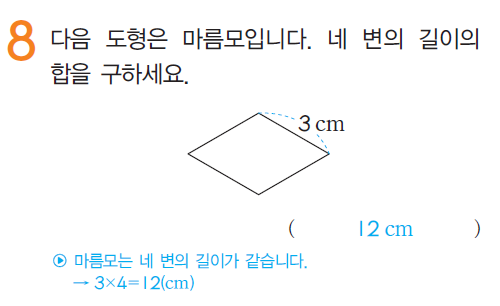 8 다음 도형은 마름모입니다. 네 변의 길이의
합을 구하세요.
3 cm
( 12 cm )
▶ 마름모는 네 변의 길이가 같습니다.
→ 3×4=12(cm)